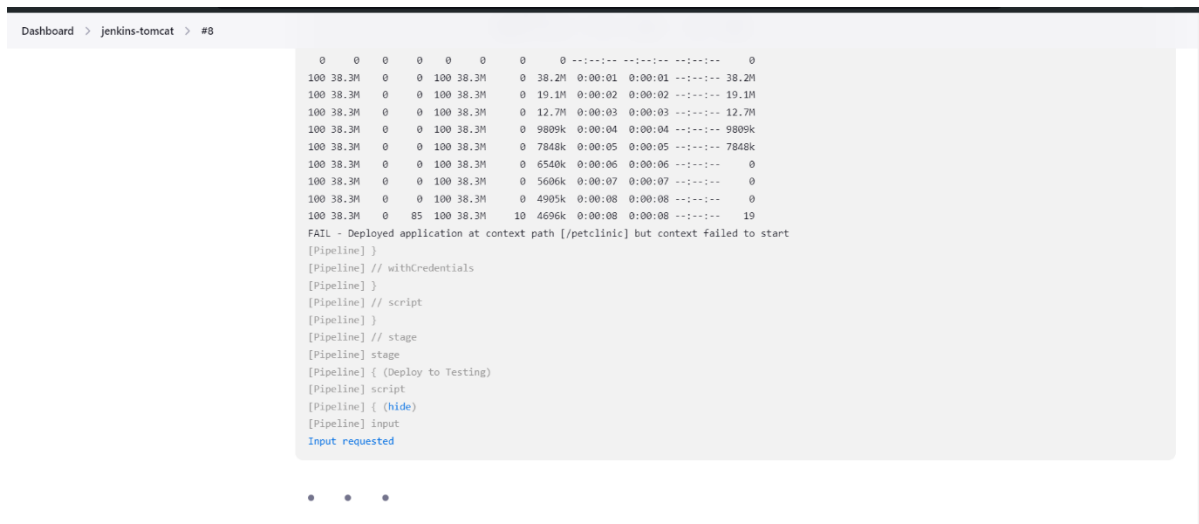 Dashboard > jenkins-tomcat > #8
0 0 0 0 0 0 0 0 --:--:-- --:--:-- --:--:-- 0
100 38.3M 0 0 100 38.3M 0 38.2M 0:00:01 0:00:01 --:--:-- 38.2M
100 38.3M 0 0 100 38.3M 0 19.1M 0:00:02 0:00:02 --:--:-- 19.1M
100 38.3M 0 0 100 38.3M 0 12.7M 0:00:03 0:00:03 --:--:-- 12.7M
100 38.3M 0 0 100 38.3M 0 9809k 0:00:04 0:00:04 --:--:-- 9809k
100 38.3M 0 0 100 38.3M 0 7848k 0:00:05 0:00:05 --:--:-- 7848k
100 38.3M 0 0 100 38.3M 0 6540k 0:00:06 0:00:06 --:--:-- 0
100 38.3M 0 0 100 38.3M 0 5606k 0:00:07 0:00:07 --:--:-- 0
100 38.3M 0 0 100 38.3M 0 4905k 0:00:08 0:00:08 --:--:-- 0
100 38.3M 0 85 100 38.3M 10 4696k 0:00:08 0:00:08 --:--:-- 19
FAIL - Deployed application at context path [/petclinic] but context failed to start
[Pipeline] }
[Pipeline] // withCredentials
[Pipeline] }
[Pipeline] // script
[Pipeline] }
[Pipeline] // stage
[Pipeline] stage
[Pipeline] { (Deploy to Testing)
[Pipeline] script
[Pipeline] { (hide)
[Pipeline] input
Input requested